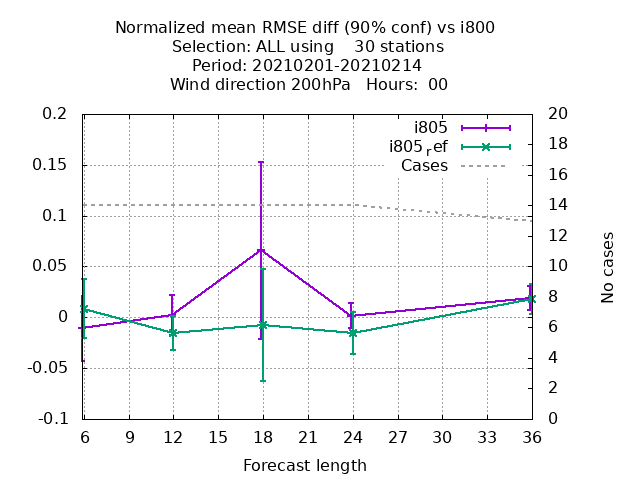 Normalized mean RMSE diff (90% conf) vs i800
Selection: ALL using    30 stations
Period: 20210201-20210214
Wind direction 200hPa   Hours:  00
i805
i805ref
Cases
0.2
0.15
0.1
0.05
0
-0.05
-0.1
20
18
16
14
12
10
8
6
4
2
0
No cases
6 9 12 15 18 21 24 27 30 33 36
Forecast length